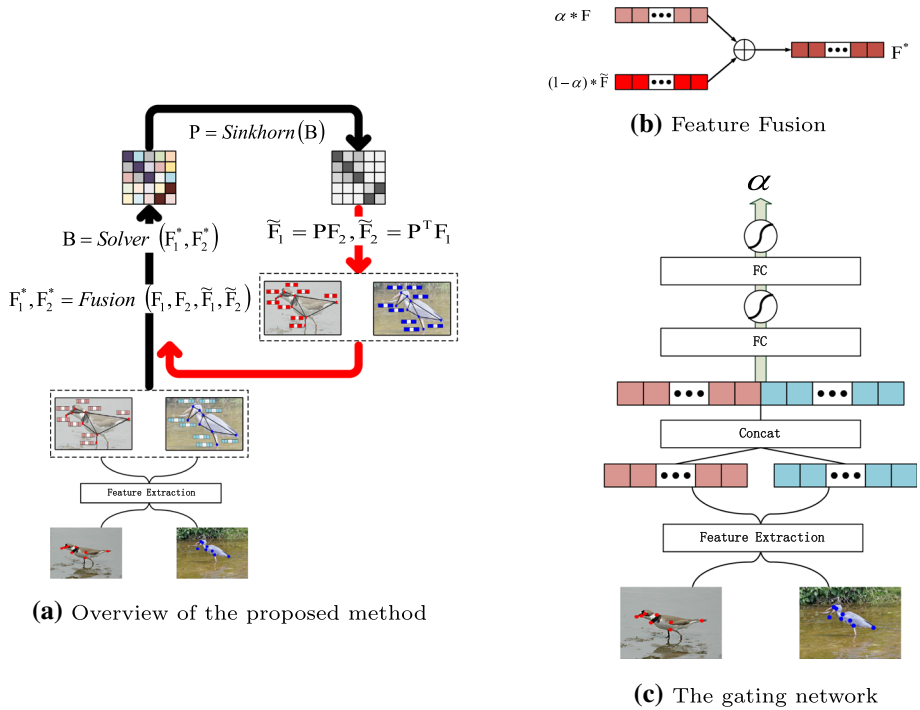 P = Sinkhorn(B)
B = Solver (F₁*, F₂*)
F̃₁ = PF₂, F̃₂ = PᵀF₁
F₁*, F₂* = Fusion (F₁, F₂, F̃₁, F̃₂)
Feature Extraction
(a) Overview of the proposed method
α * F
(1−α) * F̃
F*
(b) Feature Fusion
α
FC
FC
Concat
Feature Extraction
(c) The gating network